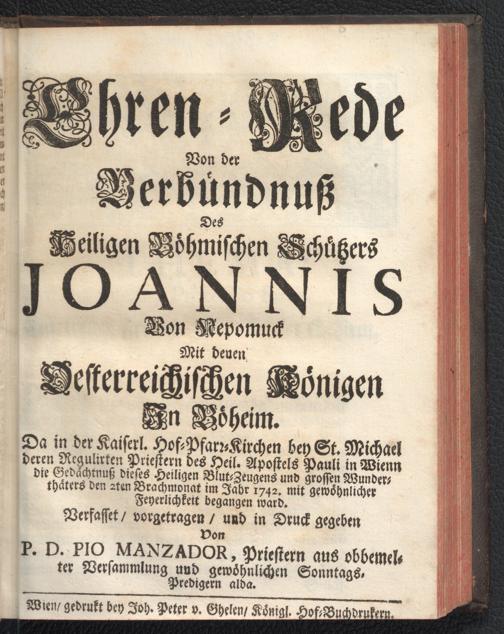 Ehren-Rede
Von der
Verbündnuß
Des
Heiligen Böhmischen Schützers
JOANNIS
Von Nepomuck
Mit denen
Oesterreichischen Königen
In Böheim.
Da in der Kaiserl. Hof-Pfarr-Kirchen bey St. Michael
deren Regulirten Priestern des Heil. Apostels Pauli in Wienn
die Gedächtnuß dieses Heiligen Blut-Zeugens und grossen Wunder-
thäters den 2ten Brachmonat im Jahr 1742. mit gewöhnlicher
Feyerlichkeit begangen ward.
Verfasset / vorgetragen / und in Druck gegeben
Von
P. D. PIO MANZADOR, Priestern aus obbemel-
ter Versammlung und gewöhnlichen Sonntags-
Predigern alda.
Wien / gedrukt bey Joh. Peter v. Ghelen / Königl. Hof-Buchdrukern.